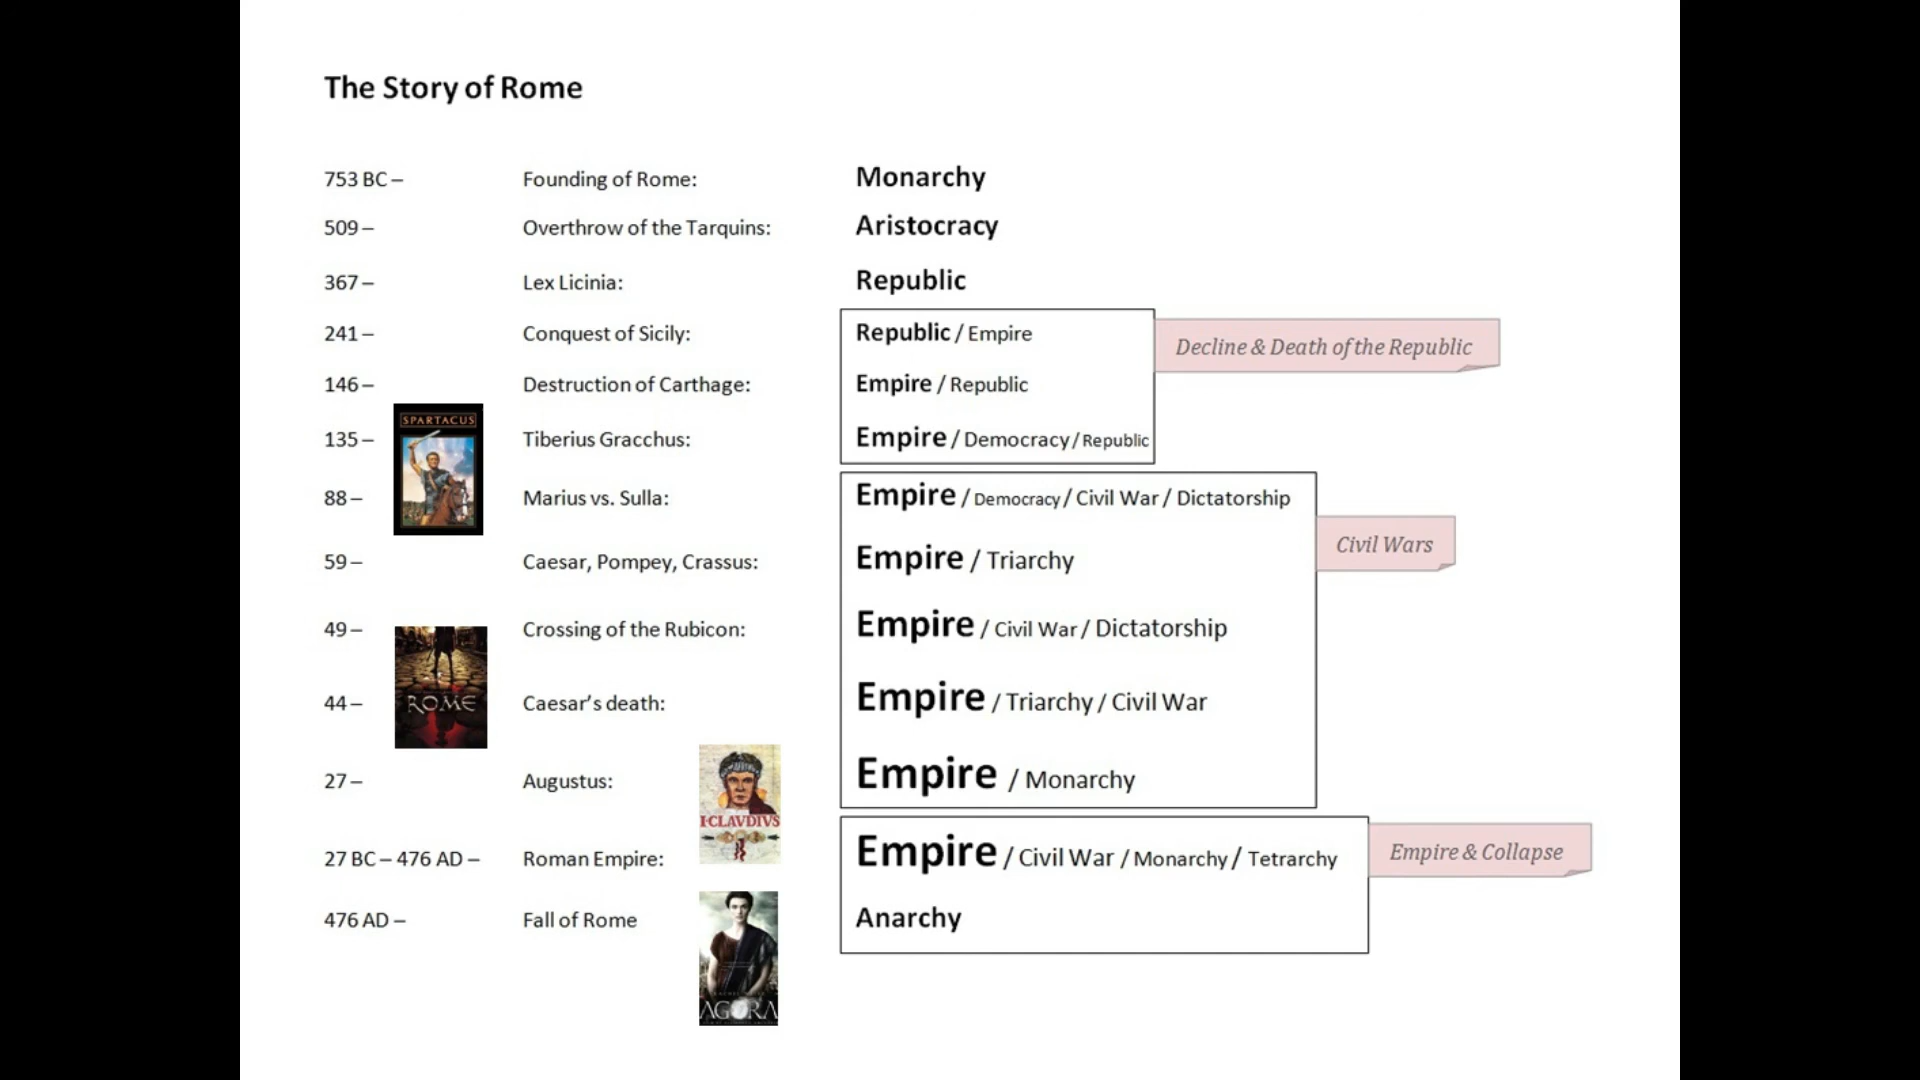 The Story of Rome
753 BC – Founding of Rome: Monarchy
509 – Overthrow of the Tarquins: Aristocracy
367 – Lex Licinia: Republic
241 – Conquest of Sicily: Republic / Empire
Decline & Death of the Republic
146 – Destruction of Carthage: Empire / Republic
SPARTACUS
135 – Tiberius Gracchus: Empire / Democracy / Republic
88 – Marius vs. Sulla: Empire / Democracy / Civil War / Dictatorship
Civil Wars
59 – Caesar, Pompey, Crassus: Empire / Triarchy
49 – Crossing of the Rubicon: Empire / Civil War / Dictatorship
44 – Caesar’s death: Empire / Triarchy / Civil War
ROME
27 – Augustus: Empire / Monarchy
I·CLAVDIVS
27 BC – 476 AD – Roman Empire: Empire / Civil War / Monarchy / Tetrarchy
Empire & Collapse
476 AD – Fall of Rome Anarchy
AGORA